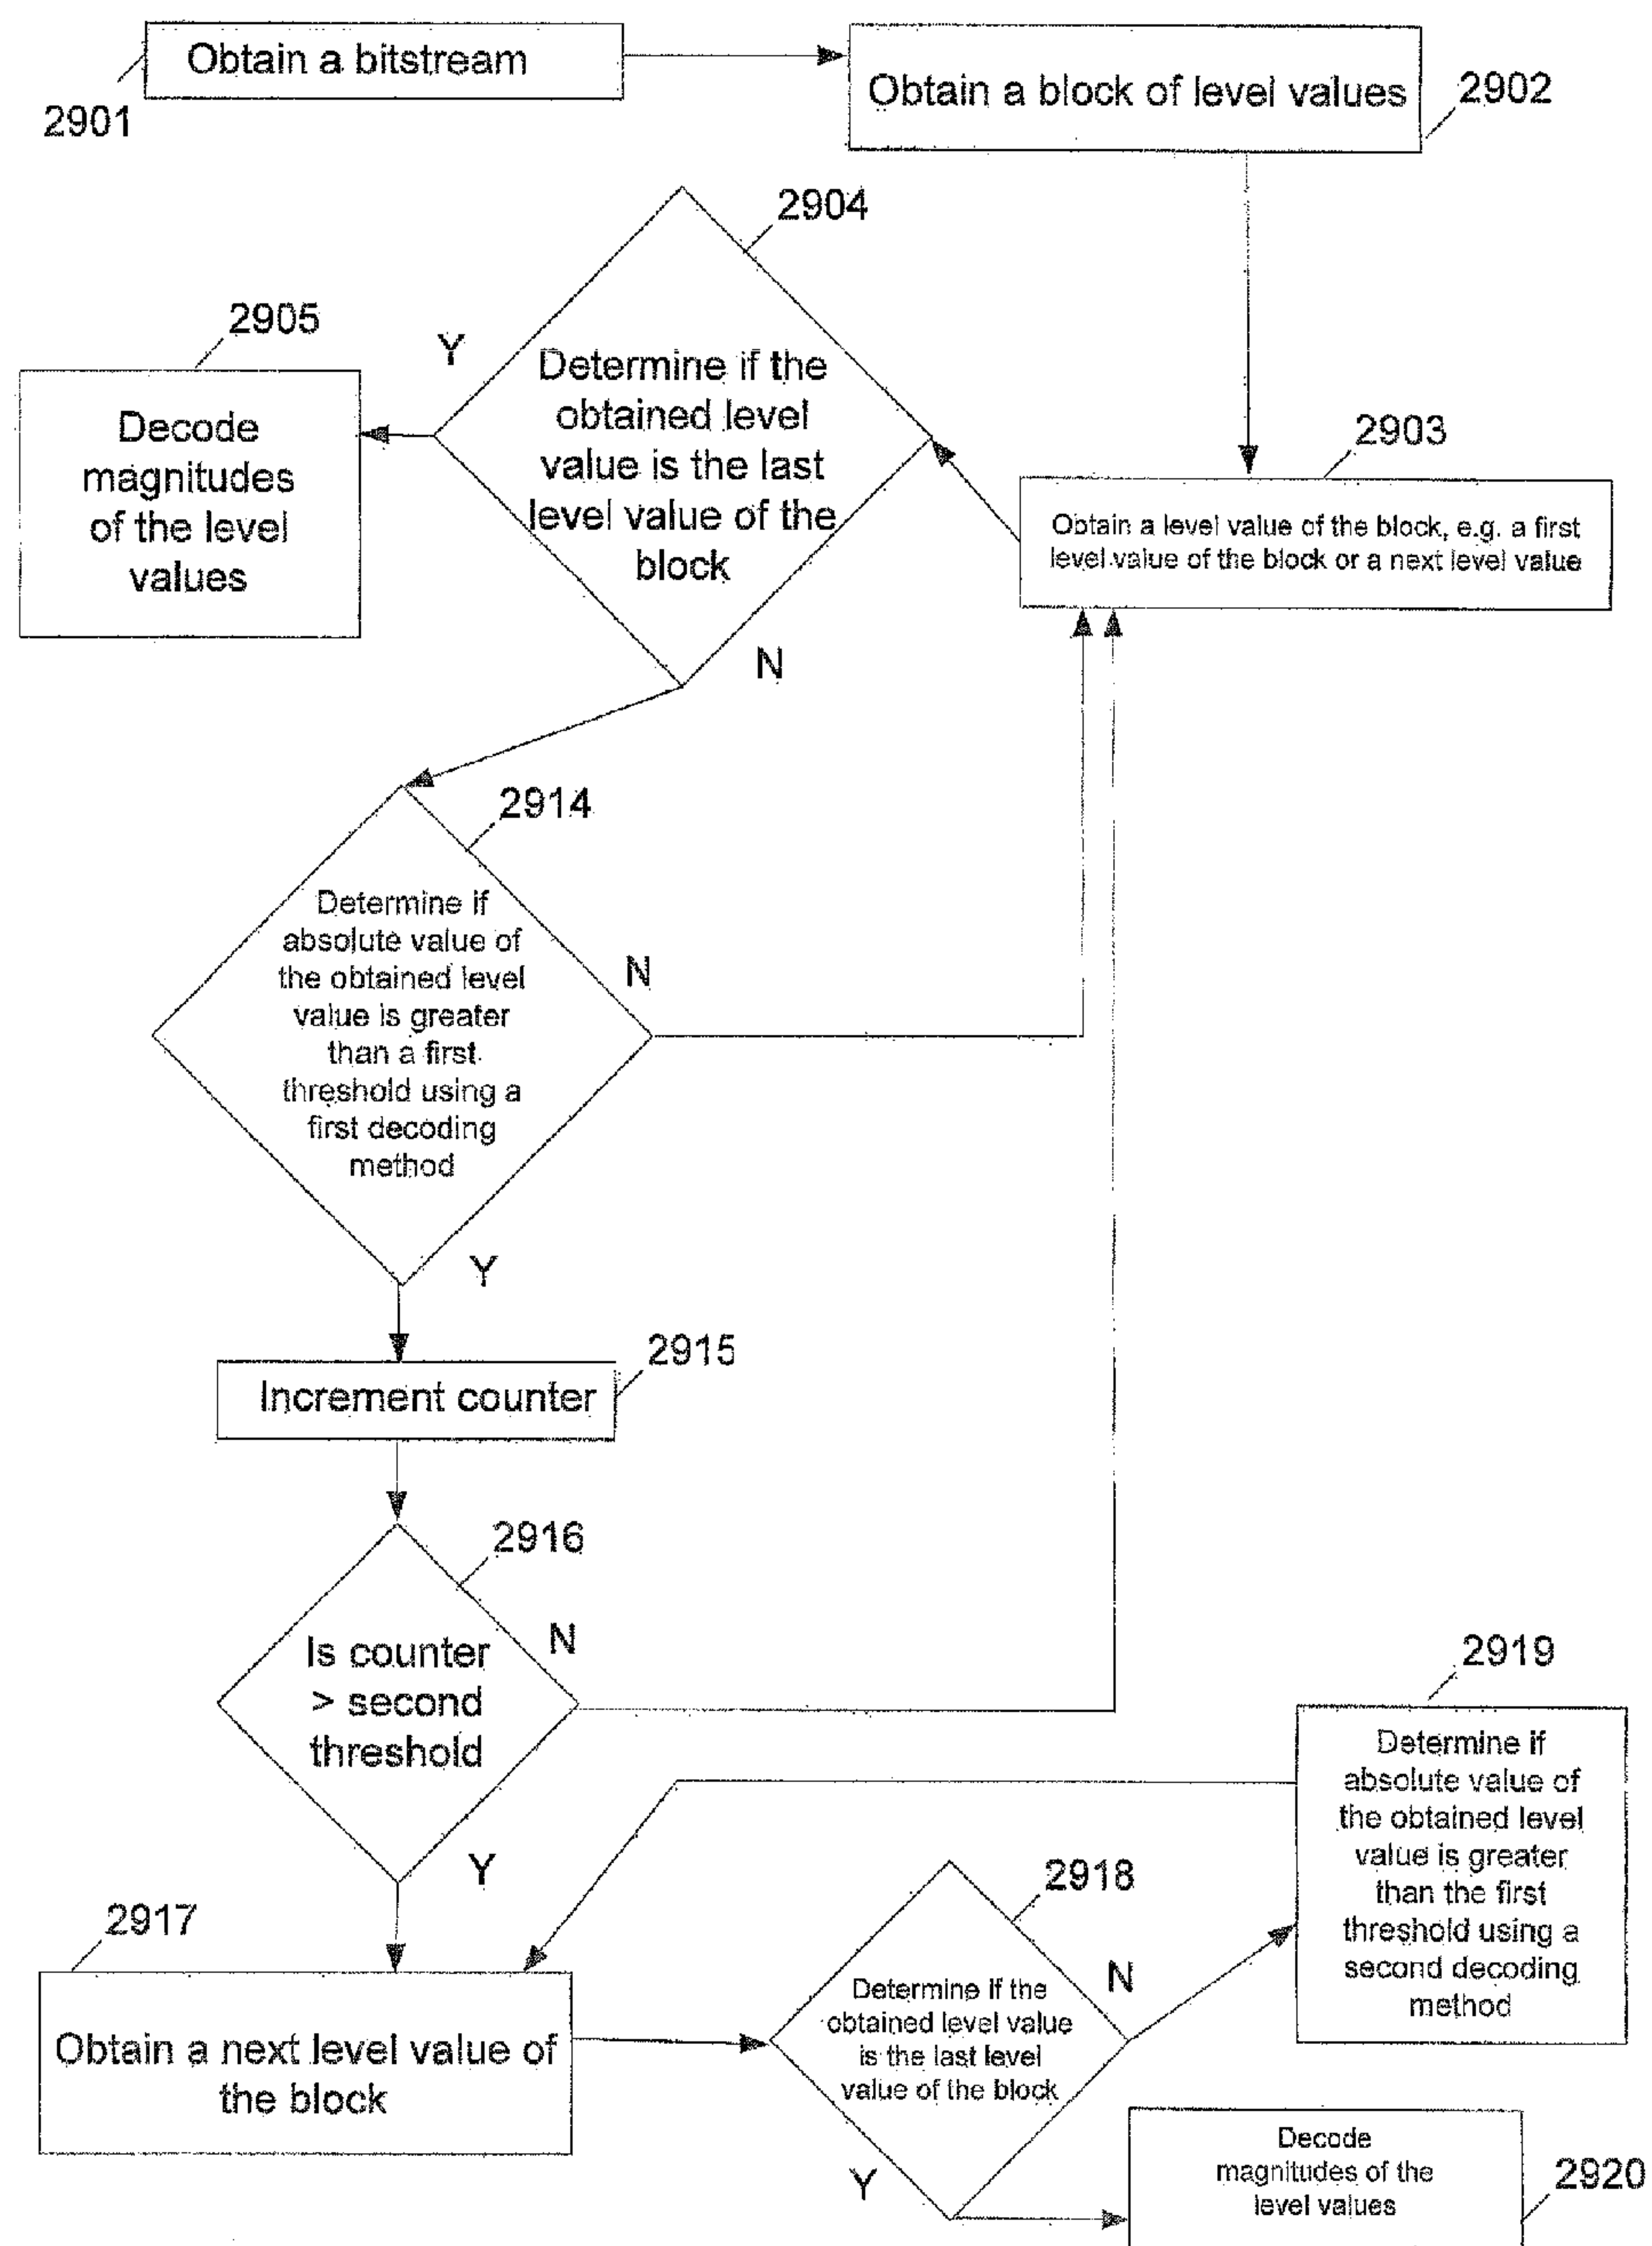 Obtain a bitstream
2901
Obtain a block of level values
2902
2904
Determine if the
obtained level
value is the last
level value of the
block
Y
N
2905
Decode
magnitudes
of the level
values
2903
Obtain a level value of the block, e.g. a first
level value of the block or a next level value
2914
Determine if
absolute value of
the obtained level
value is greater
than a first
threshold using a
first decoding
method
N
Y
2915
Increment counter
2916
Is counter
> second
threshold
N
Y
2919
Determine if
absolute value of
the obtained level
value is greater
than the first
threshold using a
second decoding
method
2917
Obtain a next level value of
the block
2918
Determine if the
obtained level value
is the last level
value of the block
N
Y
Decode
magnitudes of the
level values
2920